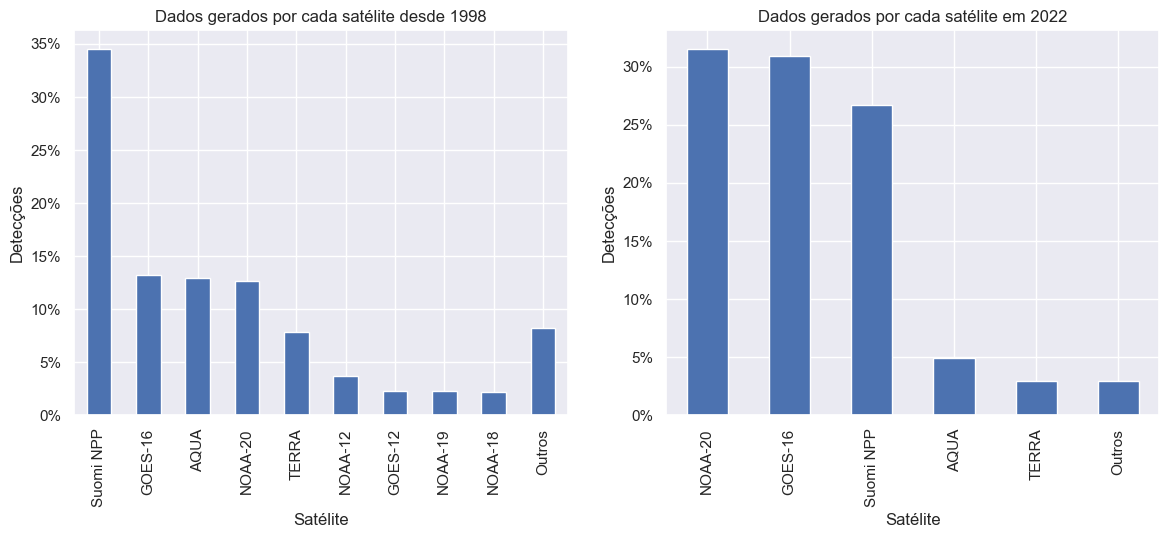 Dados gerados por cada satélite desde 1998
35%
30%
25%
20%
15%
10%
5%
0%
Detecções
Suomi NPP
GOES-16
AQUA
NOAA-20
TERRA
NOAA-12
GOES-12
NOAA-19
NOAA-18
Outros
Satélite
Dados gerados por cada satélite em 2022
30%
25%
20%
15%
10%
5%
0%
Detecções
NOAA-20
GOES-16
Suomi NPP
AQUA
TERRA
Outros
Satélite